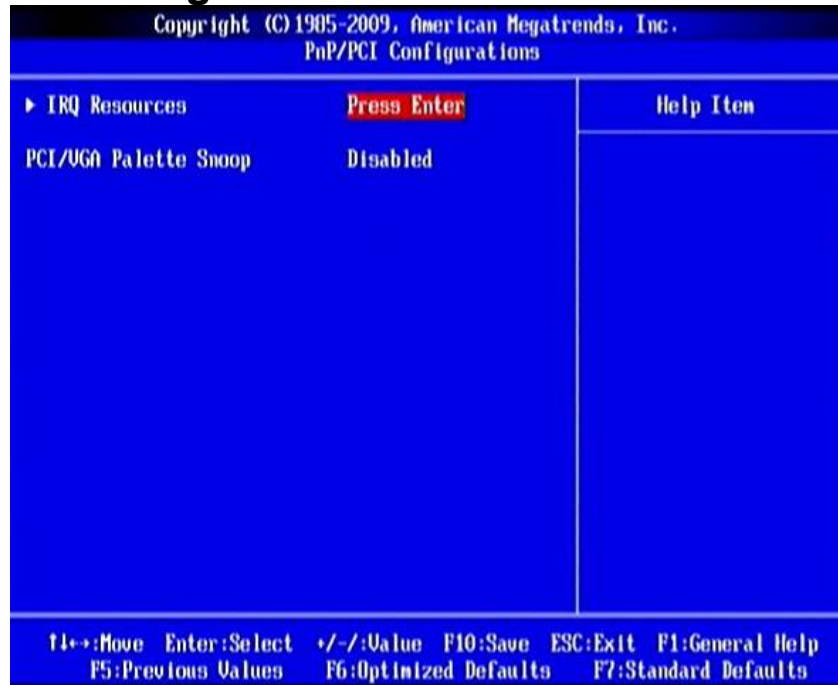 Copyright (C)1985-2009, American Megatrends, Inc.
PnP/PCI Configurations
▶ IRQ Resources Press Enter Help Item
PCI/VGA Palette Snoop Disabled
↑↓←→:Move Enter:Select +/-/:Value F10:Save ESC:Exit F1:General Help
F5:Previous Values F6:Optimized Defaults F7:Standard Defaults